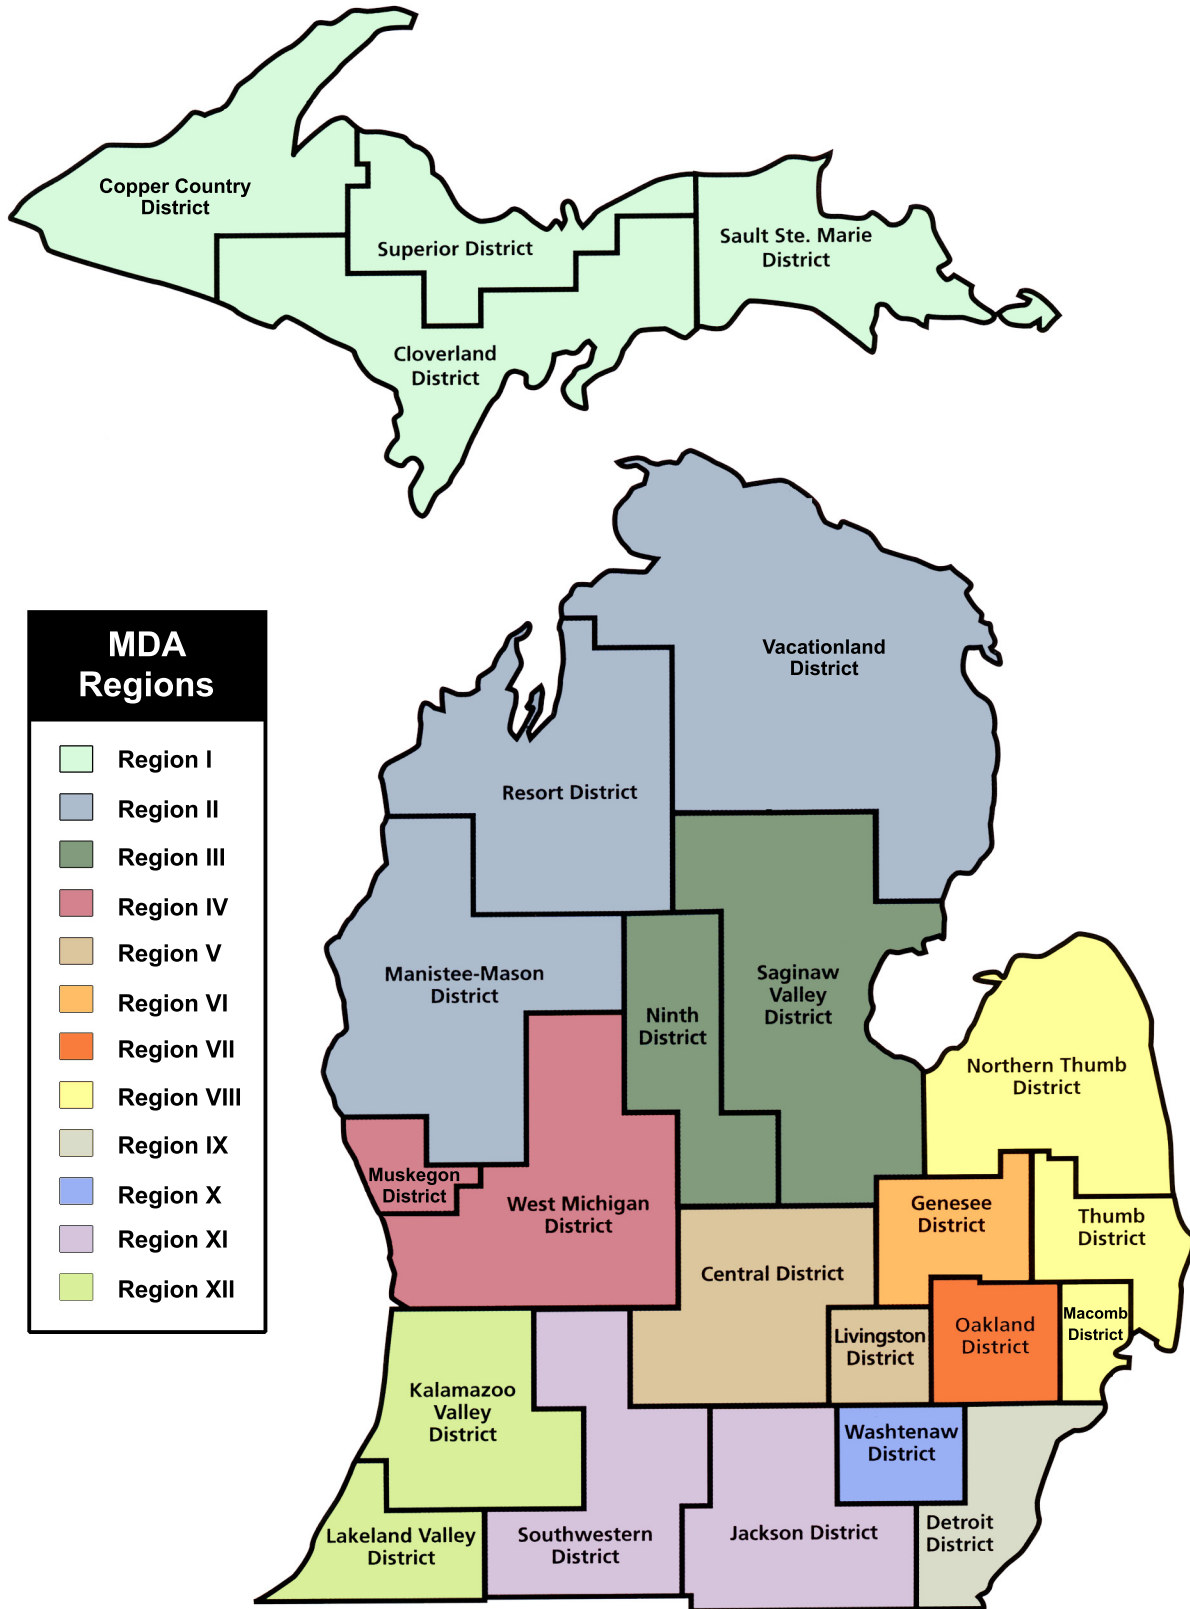 Copper Country
District
Superior District
Sault Ste. Marie
District
Cloverland
District
Vacationland
District
Resort District
Manistee-Mason
District
Ninth
District
Saginaw
Valley
District
Northern Thumb
District
Muskegon
District
West Michigan
District
Genesee
District
Thumb
District
Central District
Livingston
District
Oakland
District
Macomb
District
Kalamazoo
Valley
District
Washtenaw
District
Lakeland Valley
District
Southwestern
District
Jackson District
Detroit
District
MDA
Regions
Region I
Region II
Region III
Region IV
Region V
Region VI
Region VII
Region VIII
Region IX
Region X
Region XI
Region XII